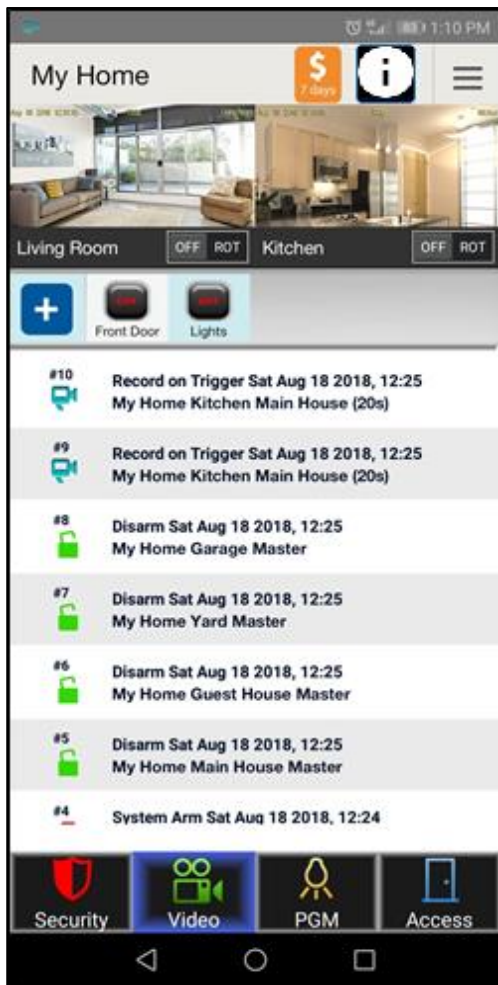 1:10 PM
My Home
$
7 days
i
Living Room
OFF ROT
Kitchen
OFF ROT
+
Front Door
Lights
#10
Record on Trigger Sat Aug 18 2018, 12:25
My Home Kitchen Main House (20s)
#9
Record on Trigger Sat Aug 18 2018, 12:25
My Home Kitchen Main House (20s)
#8
Disarm Sat Aug 18 2018, 12:25
My Home Garage Master
#7
Disarm Sat Aug 18 2018, 12:25
My Home Yard Master
#6
Disarm Sat Aug 18 2018, 12:25
My Home Guest House Master
#5
Disarm Sat Aug 18 2018, 12:25
My Home Main House Master
#4
System Arm Sat Aug 18 2018, 12:24
Security
Video
PGM
Access